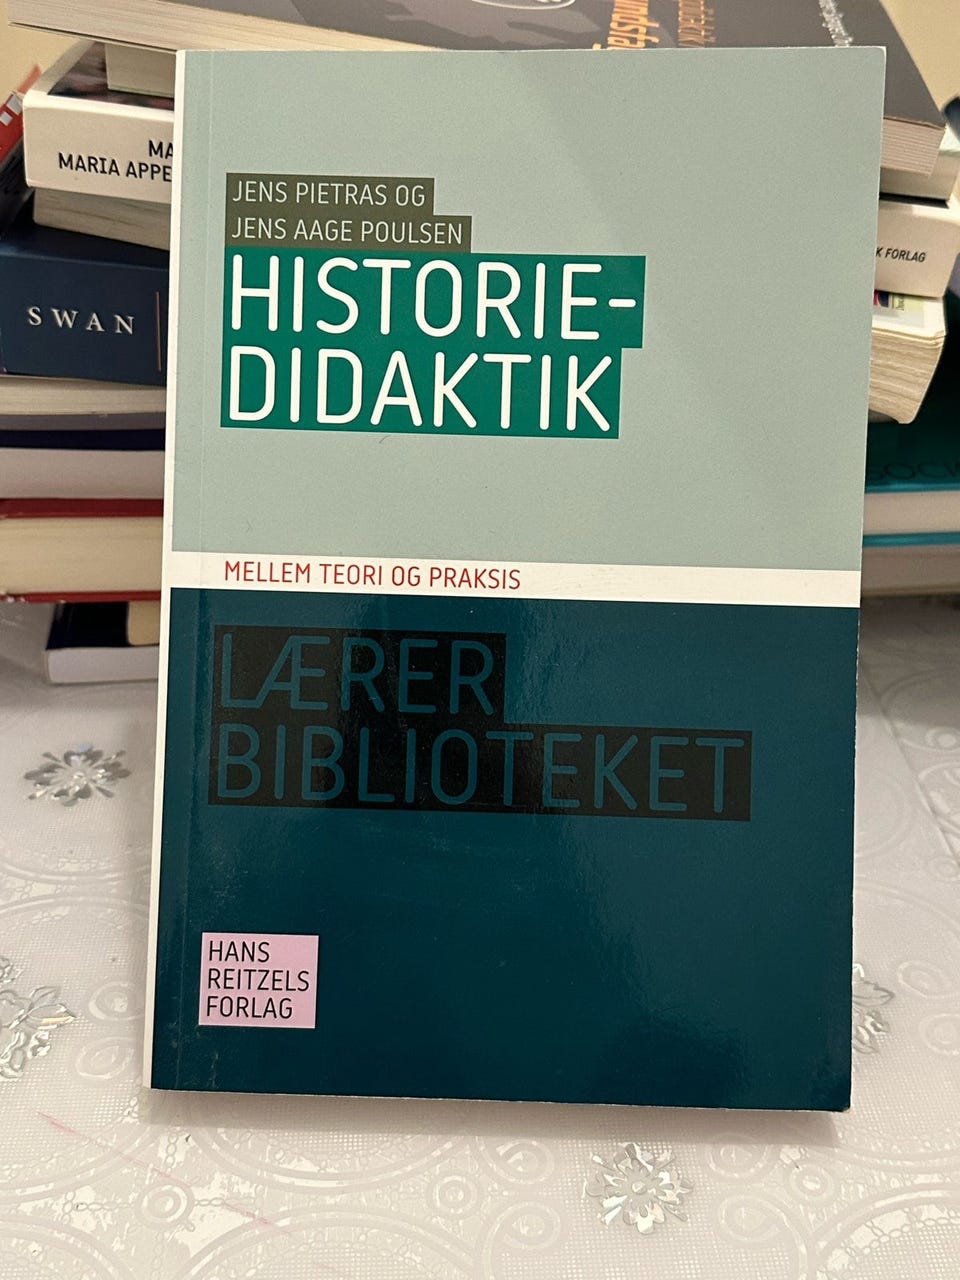 MARIA APPE
SWAN
K FORLAG
JENS PIETRAS OG
JENS AAGE POULSEN
HISTORIE-
DIDAKTIK
MELLEM TEORI OG PRAKSIS
LÆRER
BIBLIOTEKET
HANS
REITZELS
FORLAG